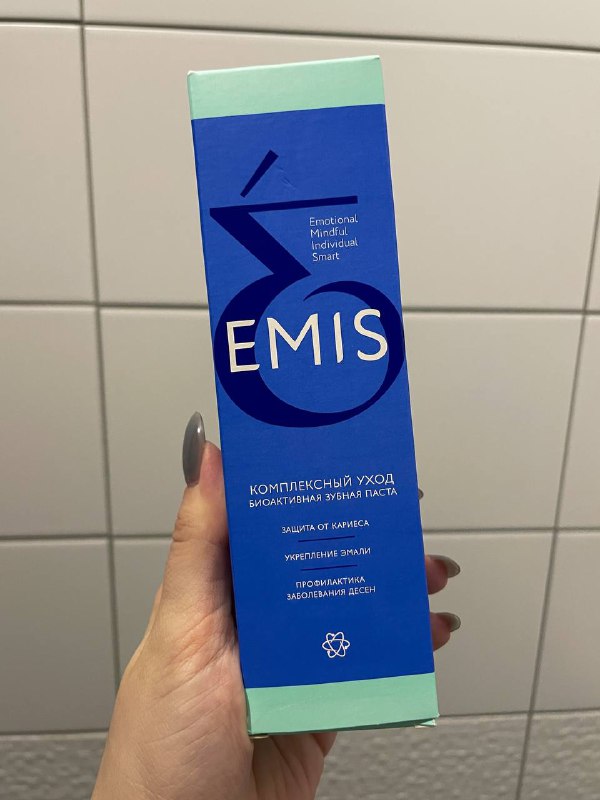 Emotional
Mindful
Individual
Smart
EMIS
КОМПЛЕКСНЫЙ УХОД
БИОАКТИВНАЯ ЗУБНАЯ ПАСТА
ЗАЩИТА ОТ КАРИЕСА
УКРЕПЛЕНИЕ ЭМАЛИ
ПРОФИЛАКТИКА
ЗАБОЛЕВАНИЯ ДЕСЕН